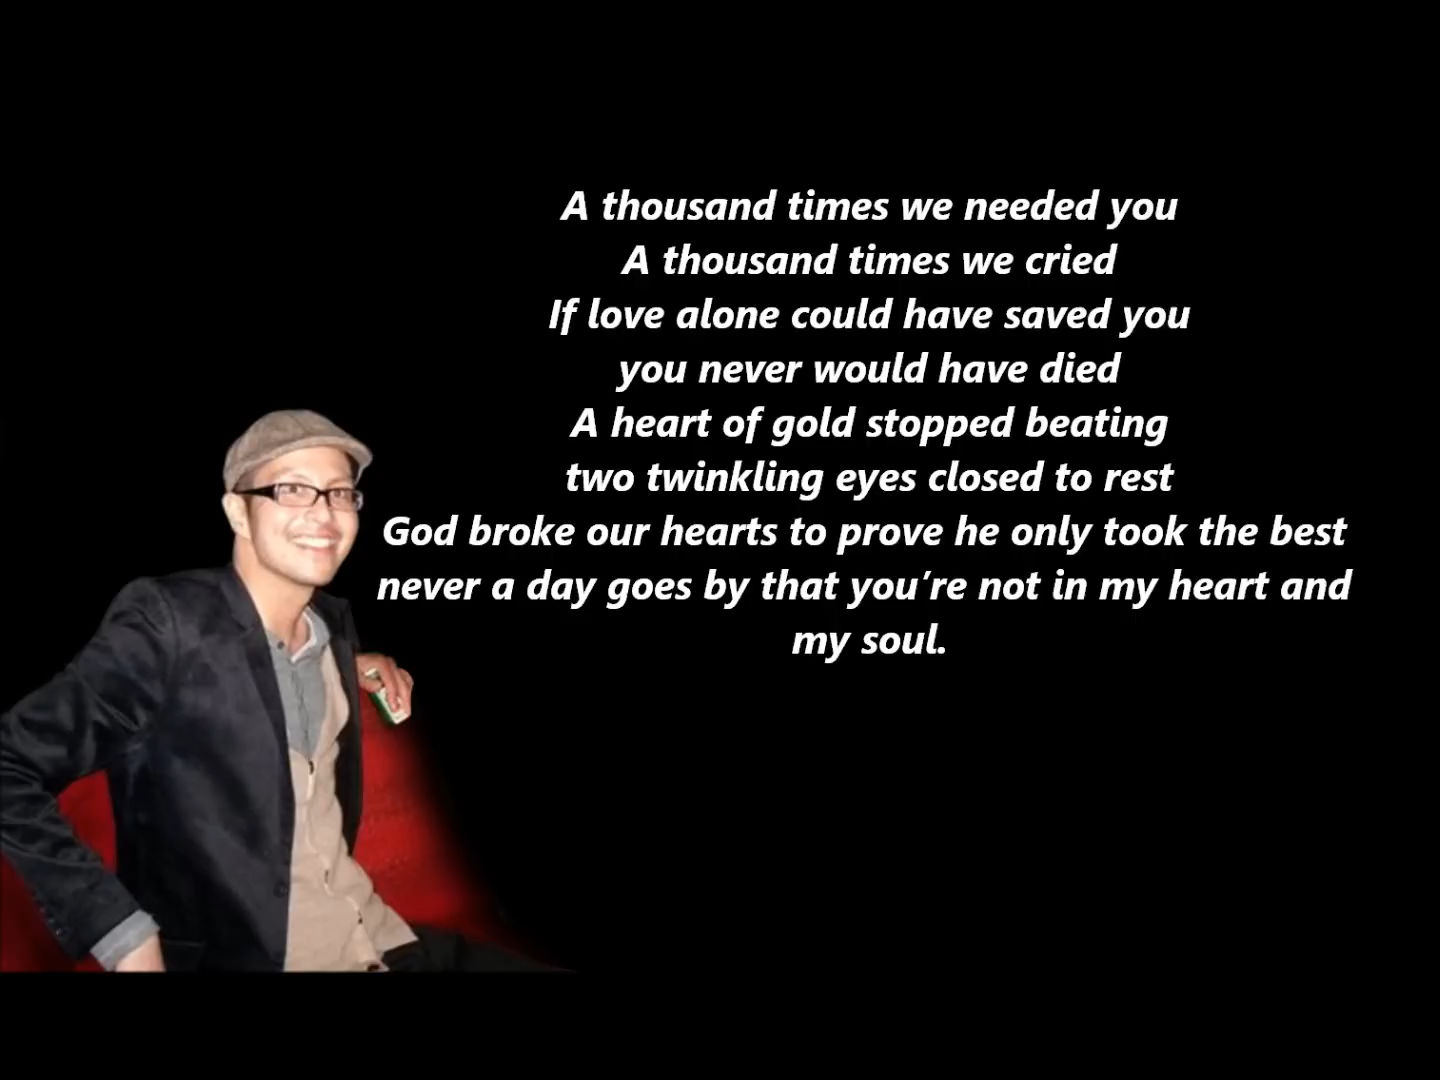 A thousand times we needed you
A thousand times we cried
If love alone could have saved you
you never would have died
A heart of gold stopped beating
two twinkling eyes closed to rest
God broke our hearts to prove he only took the best
never a day goes by that you’re not in my heart and
my soul.